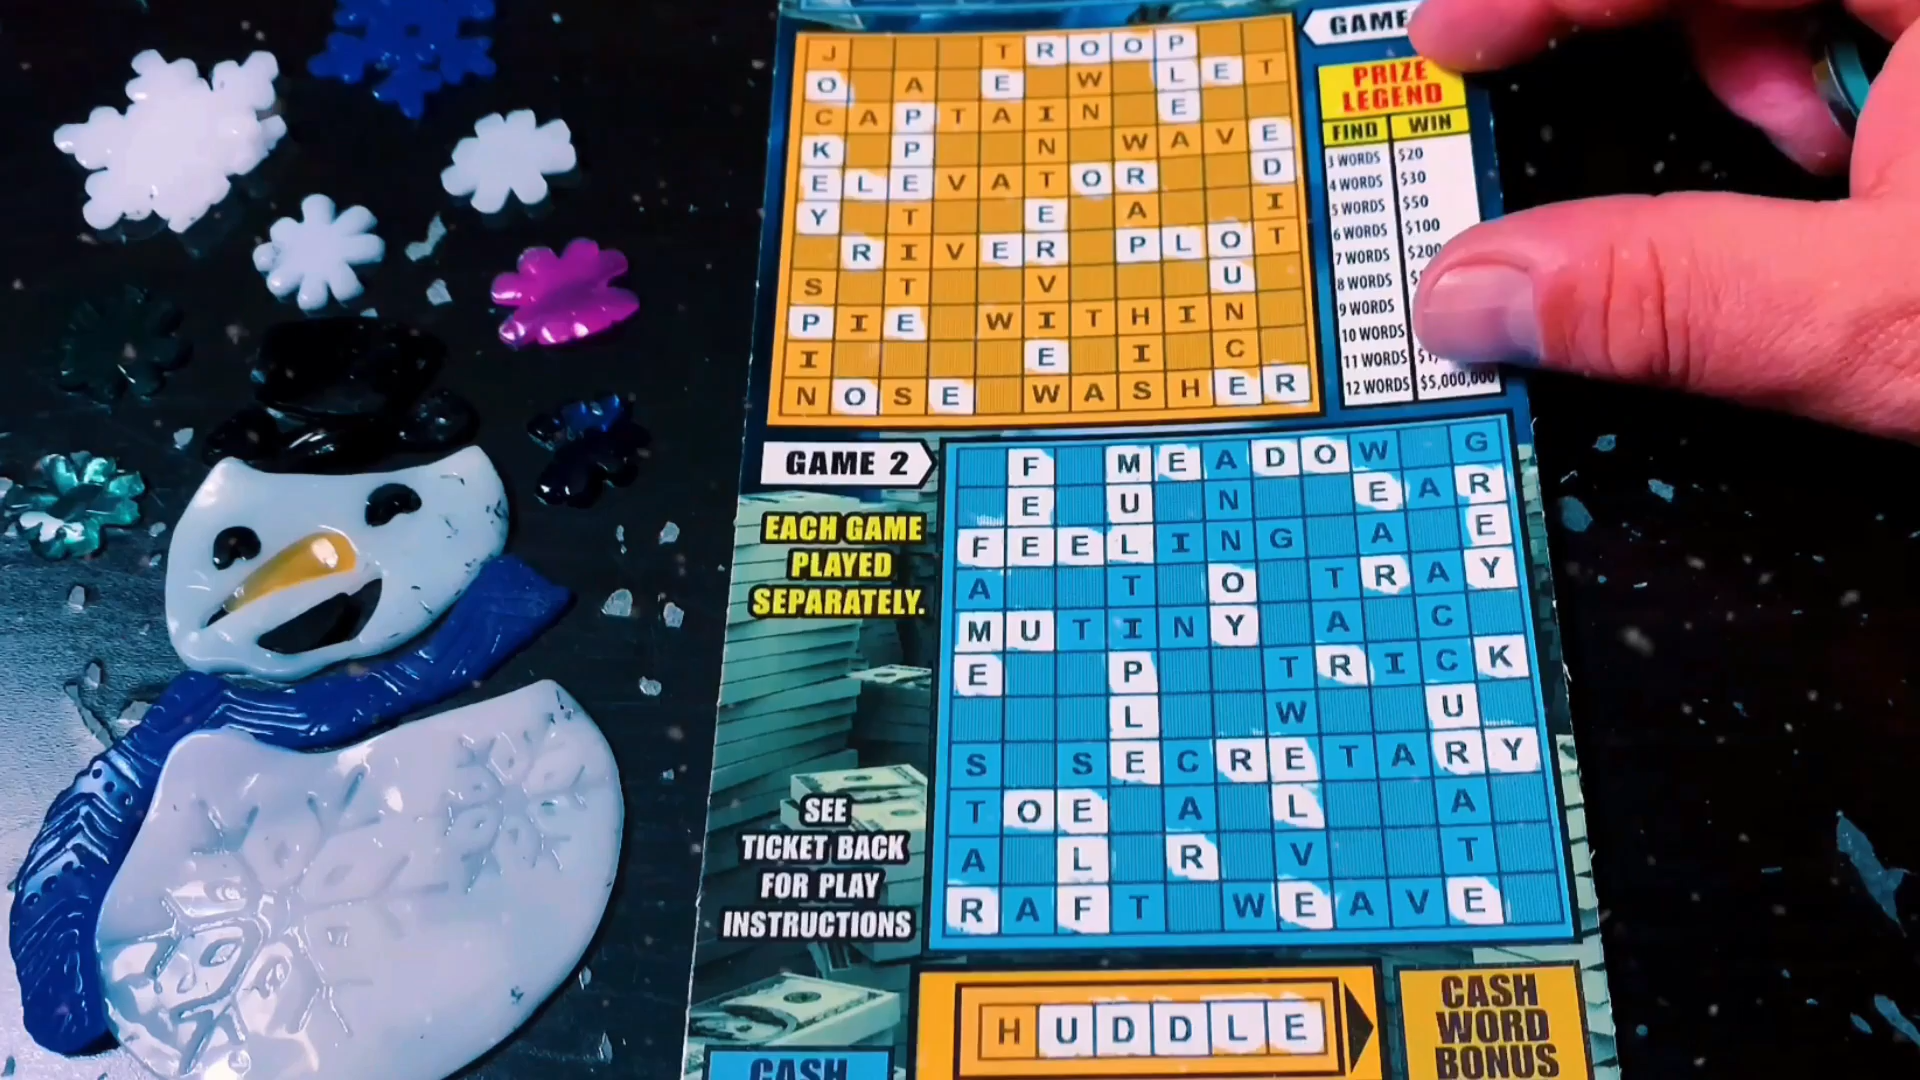 GAME
J T R O O P
O A E W L E T
C A P T A I N E
K P N W A V E
E L E V A T O R D
Y T E A I
R I V E R P L O T
S T V U
P I E W I T H I N
I E I C
N O S E W A S H E R
PRIZE
LEGEND
FIND WIN
3 WORDS $20
4 WORDS $30
5 WORDS $50
6 WORDS $100
7 WORDS $200
8 WORDS
9 WORDS
10 WORDS
11 WORDS
12 WORDS $5,000,000
GAME 2
EACH GAME
PLAYED
SEPARATELY.
SEE
TICKET BACK
FOR PLAY
INSTRUCTIONS
F M E A D O W G
E U N E A R
F E E L I N G A E
A T O T R A Y
M U T I N Y A C
E P T R I C K
L W U
S S E C R E T A R Y
T O E A L A
A L R V T
R A F T W E A V E
H U D D L E
CASH
WORD
BONUS
CASH